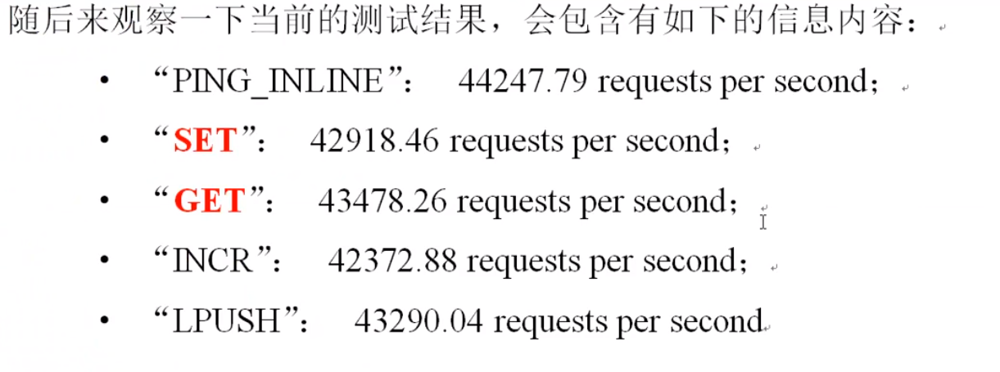 随后来观察一下当前的测试结果，会包含有如下的信息内容：
• “PING_INLINE”： 44247.79 requests per second；
• “SET”： 42918.46 requests per second；
• “GET”： 43478.26 requests per second；
• “INCR”： 42372.88 requests per second；
• “LPUSH”： 43290.04 requests per second